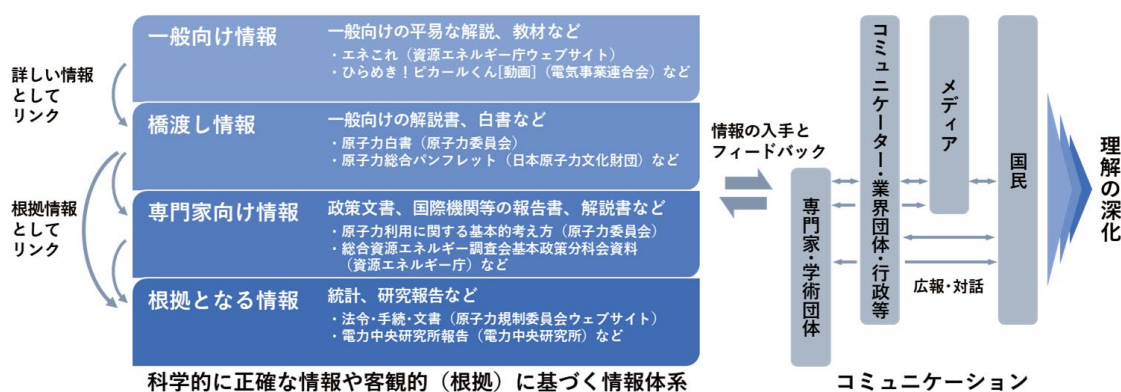 一般向け情報
一般向けの平易な解説、教材など
・エネこれ（資源エネルギー庁ウェブサイト）
・ひらめき！ピカールくん[動画]（電気事業連合会）など
詳しい情報
として
リンク
橋渡し情報
一般向けの解説書、白書など
・原子力白書（原子力委員会）
・原子力総合パンフレット（日本原子力文化財団）など
根拠情報
として
リンク
専門家向け情報
政策文書、国際機関等の報告書、解説書など
・原子力利用に関する基本的考え方（原子力委員会）
・総合資源エネルギー調査会基本政策分科会資料
（資源エネルギー庁）など
根拠となる情報
統計、研究報告など
・法令・手続・文書（原子力規制委員会ウェブサイト）
・電力中央研究所報告（電力中央研究所）など
科学的に正確な情報や客観的（根拠）に基づく情報体系
情報の入手と
フィードバック
専門家・学術団体
コミュニケーター・業界団体・行政等
メディア
国民
広報・対話
理解の深化
コミュニケーション